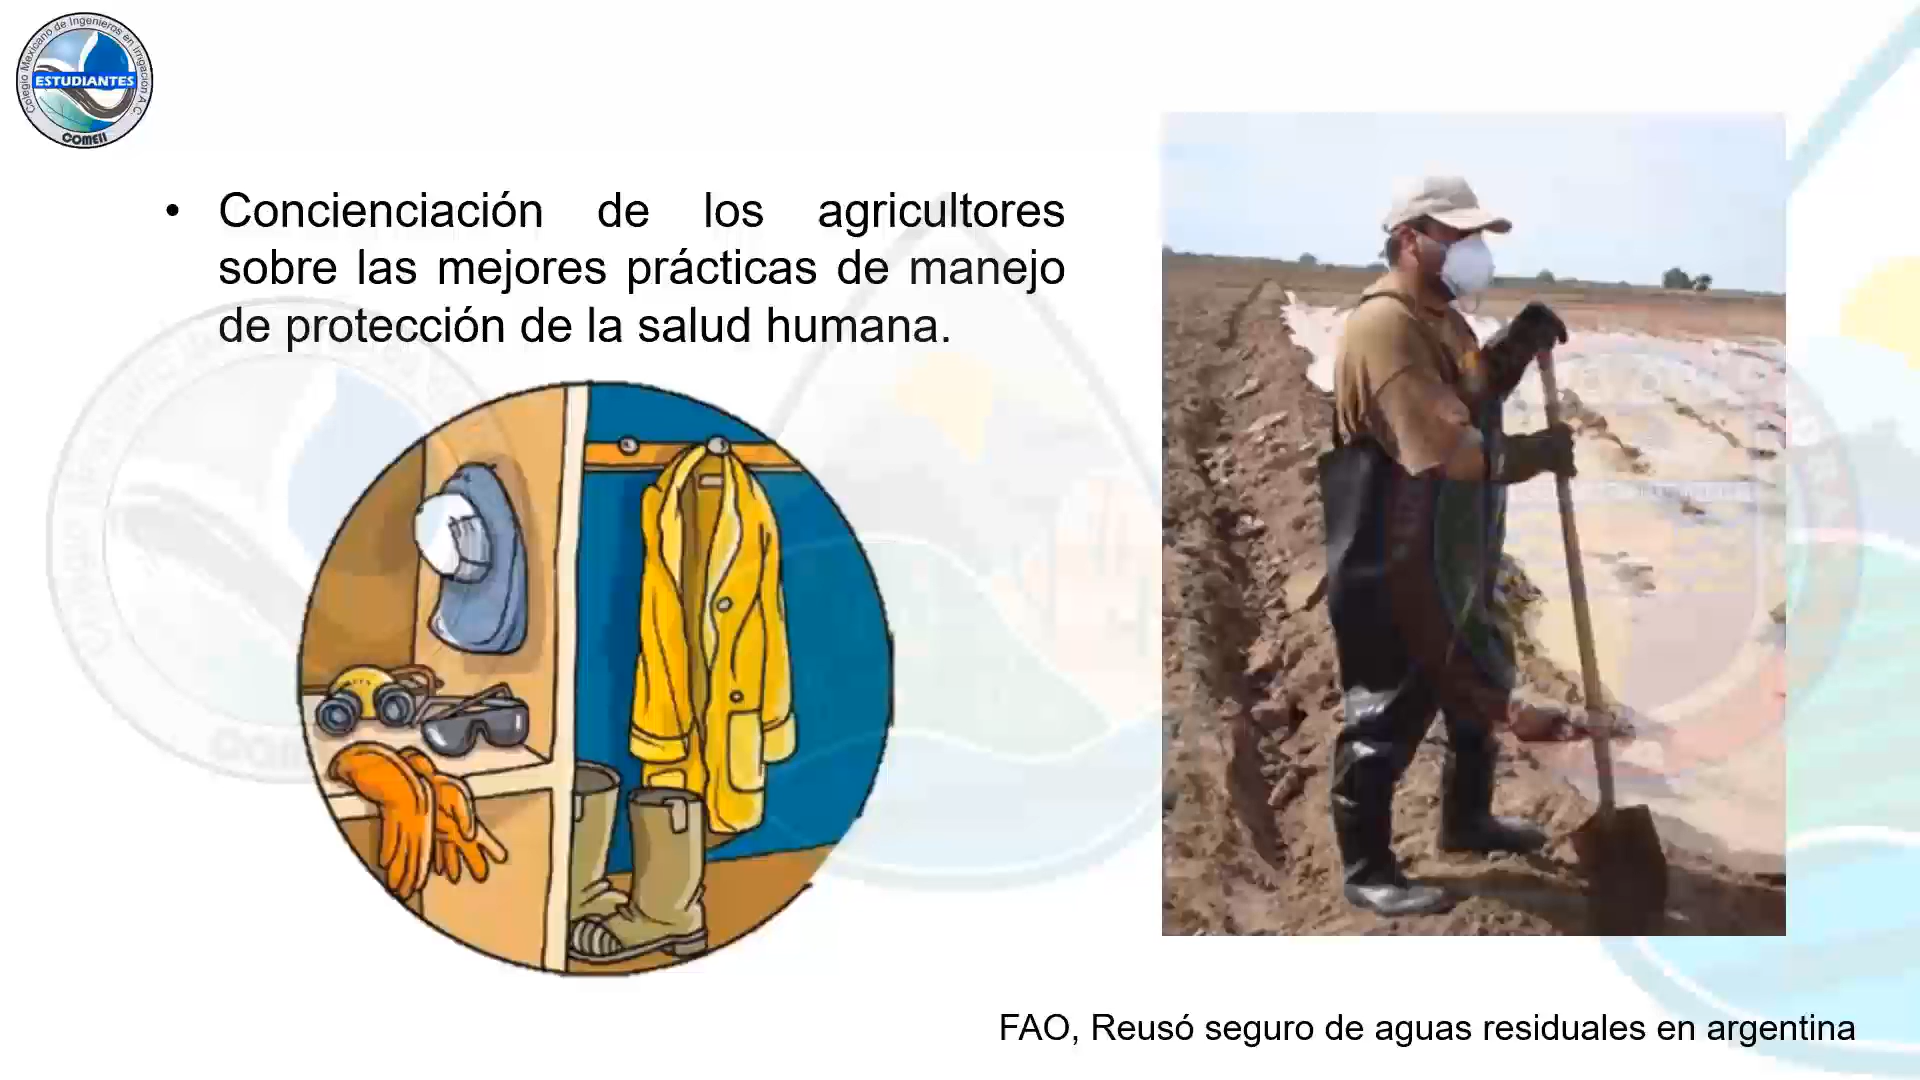 Colegio Mexicano de Ingenieros en Irrigación A.C.
ESTUDIANTES
COMEII
• Concienciación de los agricultores
sobre las mejores prácticas de manejo
de protección de la salud humana.
FAO, Reusó seguro de aguas residuales en argentina